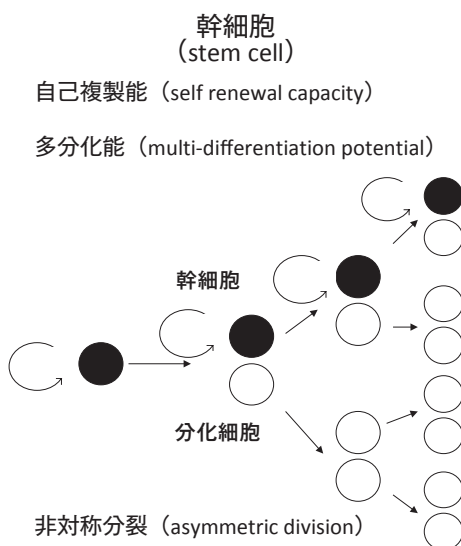 幹細胞
（stem cell）
自己複製能（self renewal capacity）
多分化能（multi-differentiation potential）
幹細胞
分化細胞
非対称分裂（asymmetric division）